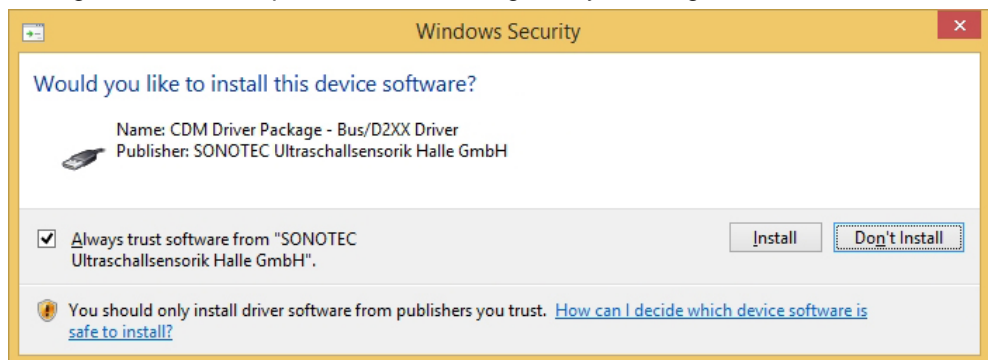 Windows Security
Would you like to install this device software?
Name: CDM Driver Package - Bus/D2XX Driver
Publisher: SONOTEC Ultraschallsensorik Halle GmbH
Always trust software from "SONOTEC
Ultraschallsensorik Halle GmbH".
Install
Don't Install
You should only install driver software from publishers you trust. How can I decide which device software is
safe to install?